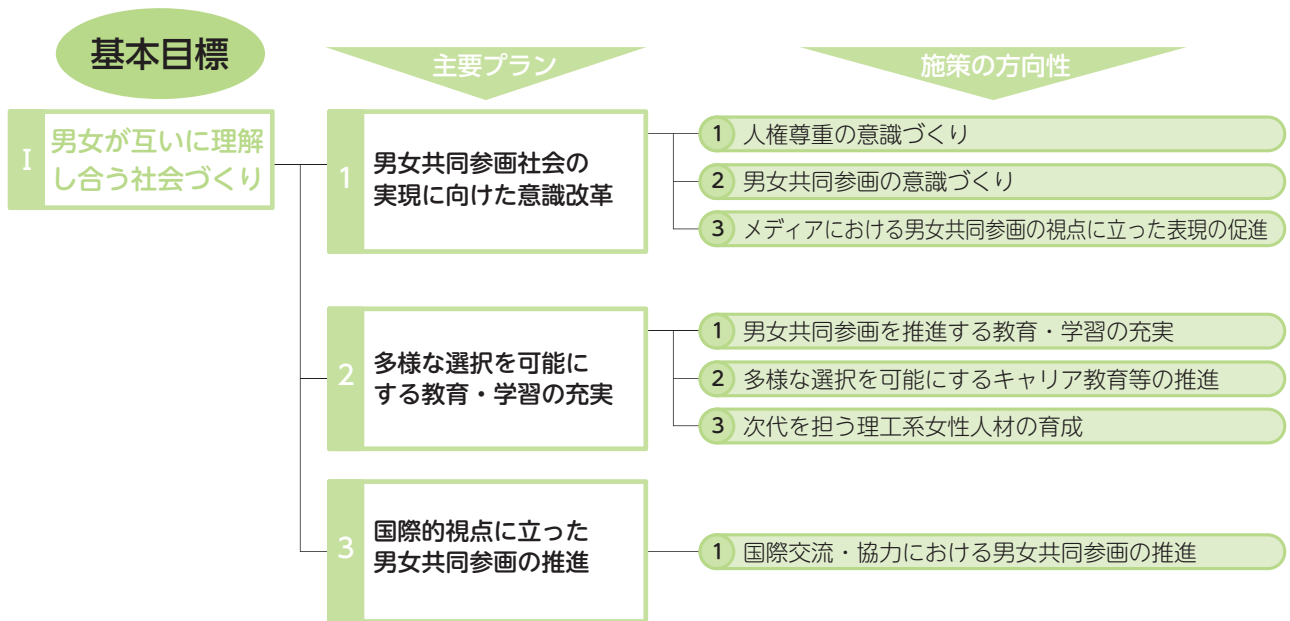 基本目標
主要プラン
施策の方向性
I
男女が互いに理解
し合う社会づくり
1
男女共同参画社会の
実現に向けた意識改革
1 人権尊重の意識づくり
2 男女共同参画の意識づくり
3 メディアにおける男女共同参画の視点に立った表現の促進
2
多様な選択を可能に
する教育・学習の充実
1 男女共同参画を推進する教育・学習の充実
2 多様な選択を可能にするキャリア教育等の推進
3 次代を担う理工系女性人材の育成
3
国際的視点に立った
男女共同参画の推進
1 国際交流・協力における男女共同参画の推進